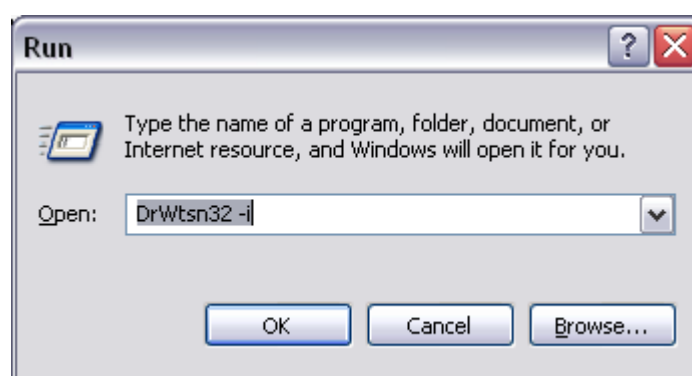 Run
Type the name of a program, folder, document, or
Internet resource, and Windows will open it for you.
Open: DrWtsn32 -i
OK Cancel Browse...